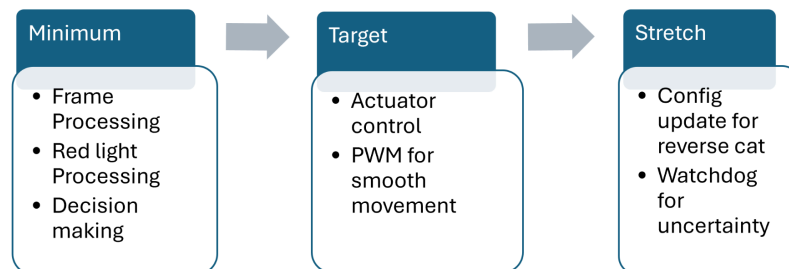 Minimum
• Frame
Processing
• Red light
Processing
• Decision
making
Target
• Actuator
control
• PWM for
smooth
movement
Stretch
• Config
update for
reverse cat
• Watchdog
for
uncertainty